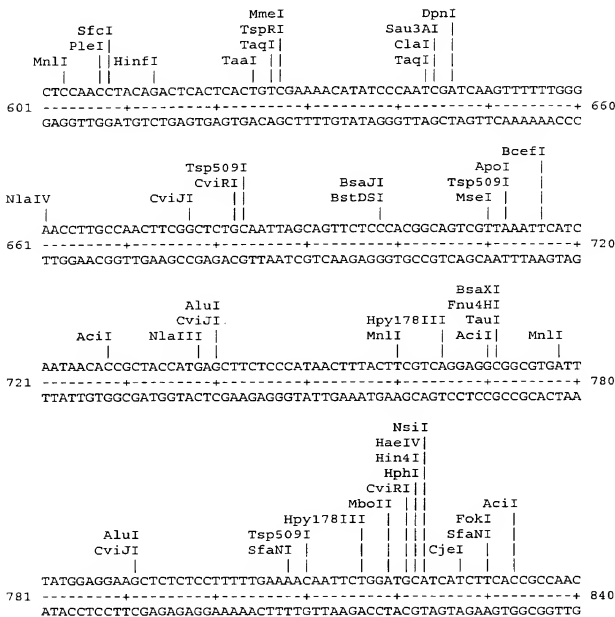 DpnI
MmeI
SfcI TspRI Sau3AI
PleI TaqI ClaI
MnlI HinfI TaaI TaqI
CTCCAACCTACAGACTCACTCACTGTCGAAAACATATCCCAATCGATCAAGTTTTTTGGG
601 ---------+---------+---------+---------+---------+---------+ 660
GAGGTTGGATGTCTGAGTGAGTGACAGCTTTTGTATAGGGTTAGCTAGTTCAAAAAACCC
BcefI
Tsp509I ApoI
CviRI BsaJI Tsp509I
NlaIV CviJI BstDSI MseI
AACCTTGCCAACTTCGGCTCTGCAATTAGCAGTTCTCCCACGGCAGTCGTTAAATTCATC
661 ---------+---------+---------+---------+---------+---------+ 720
TTGGAACGGTTGAAGCCGAGACGTTAATCGTCAAGAGGGTGCCGTCAGCAATTTAAGTAG
BsaXI
AluI Fnu4HI
CviJI Hpy178III TauI
AciI NlaIII MnlI AciI MnlI
AATAACACCGCTACCATGAGCTTCTCCCATAACTTTACTTCGTCAGGAGGCGGCGTGATT
721 ---------+---------+---------+---------+---------+---------+ 780
TTATTGTGGCGATGGTACTCGAAGAGGGTATTGAAATGAAGCAGTCCTCCGCCGCACTAA
NsiI
HaeIV
Hin4I
HphI
CviRI
MboII AciI
Hpy178III FokI
AluI Tsp509I SfaNI
CviJI SfaNI CjeI
TATGGAGGAAGCTCTCTCCTTTTTGAAAACAATTCTGGATGCATCATCTTCACCGCCAAC
781 ---------+---------+---------+---------+---------+---------+ 840
ATACCTCCTTCGAGAGAGGAAAAACTTTTGTTAAGACCTACGTAGTAGAAGTGGCGGTTG